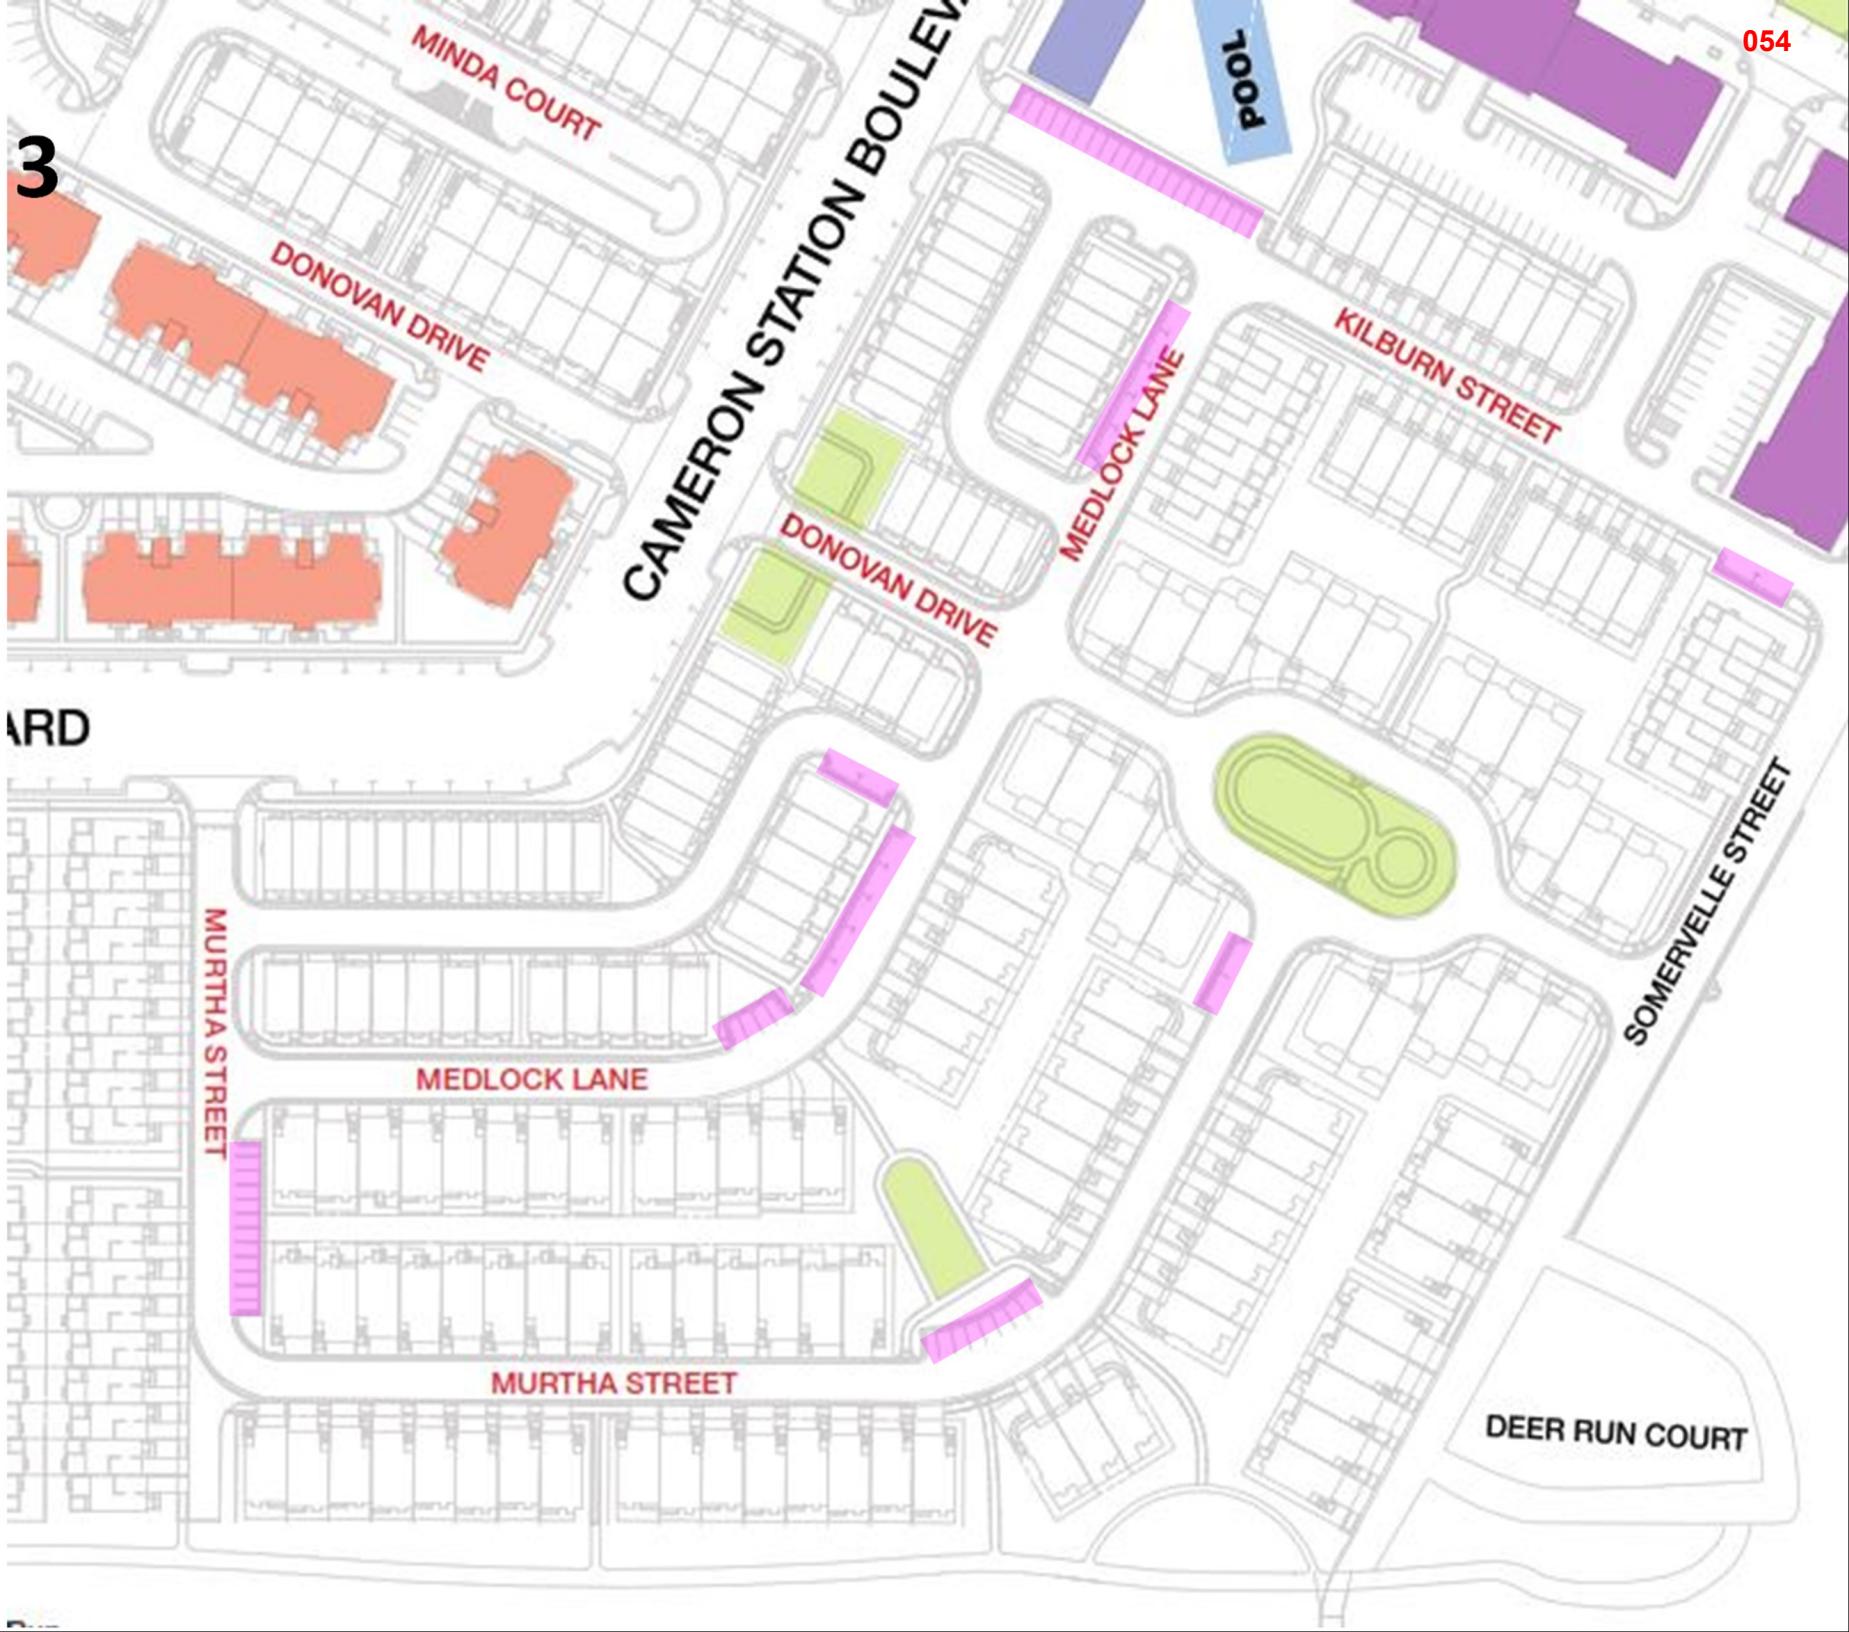 054
MINDA COURT
CAMERON STATION BOULEVA
POOL
3
DONOVAN DRIVE
KILBURN STREET
MEDLOCK LANE
DONOVAN DRIVE
ARD
SOMERVELLE STREET
MURTHA STREET
MEDLOCK LANE
MURTHA STREET
DEER RUN COURT